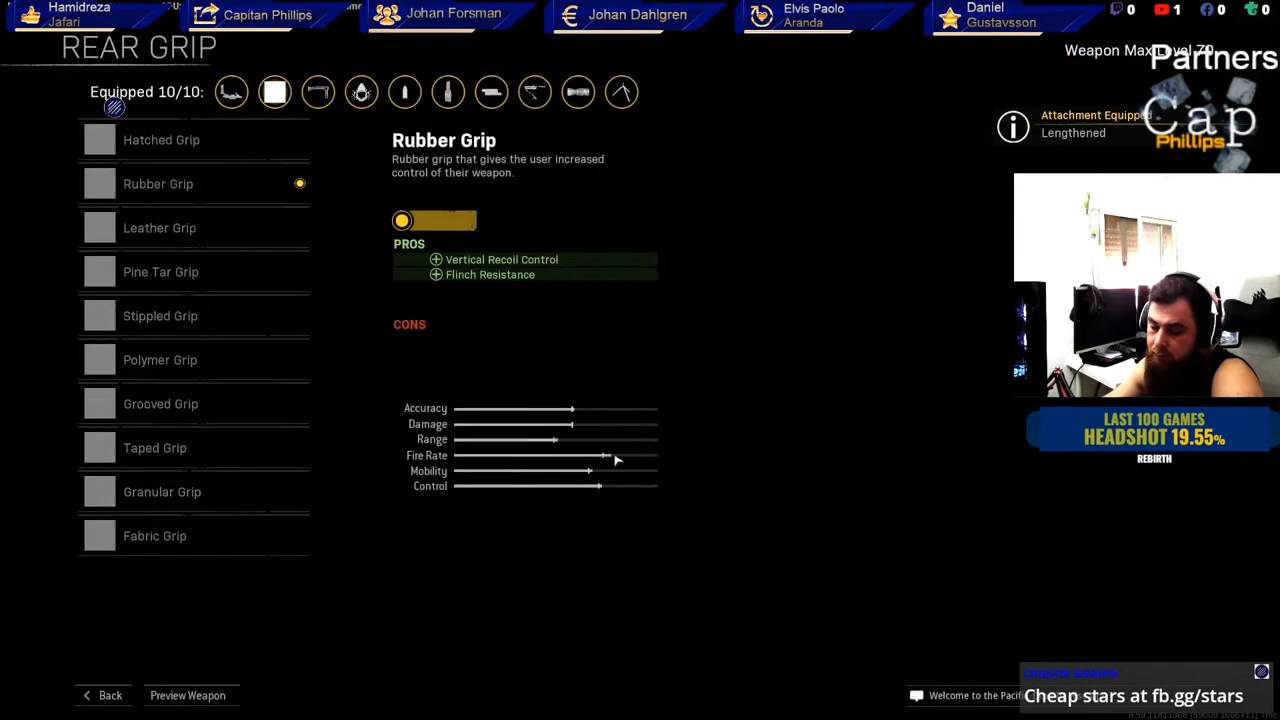 Hamidreza
Jafari
Capitan Phillips
Johan Forsman
Johan Dahlgren
Elvis Paolo
Aranda
Daniel
Gustavsson
0
1
0
0
REAR GRIP
Weapon Max Level 70
Partners
Equipped 10/10:
Attachment Equipped
Lengthened
Cap
Phillips
Hatched Grip
Rubber Grip
Leather Grip
Pine Tar Grip
Stippled Grip
Polymer Grip
Grooved Grip
Taped Grip
Granular Grip
Fabric Grip
Rubber Grip
Rubber grip that gives the user increased
control of their weapon.
PROS
Vertical Recoil Control
Flinch Resistance
CONS
Accuracy
Damage
Range
Fire Rate
Mobility
Control
LAST 100 GAMES
HEADSHOT 19.55%
REBIRTH
Back
Preview Weapon
Welcome to the Pacific
Cheap stars at fb.gg/stars